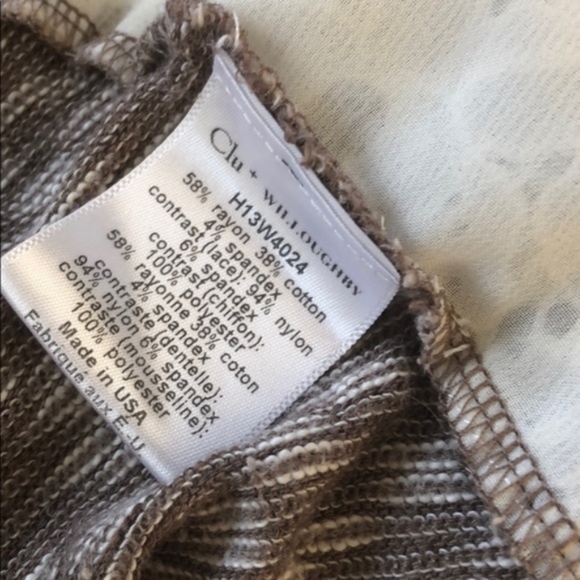 Clu + WILLOUGHBY
H13W4024
58% rayon 38% cotton
4% spandex
contrast(lace): 94% nylon
6% spandex
contrast(chiffon):
100% polyester
58% rayonne 38% coton
4% spandex
contraste (dentelle):
94% nylon 6% spandex
contraste (mousseline):
100% polyester
Made in USA
Fabrique aux E-U